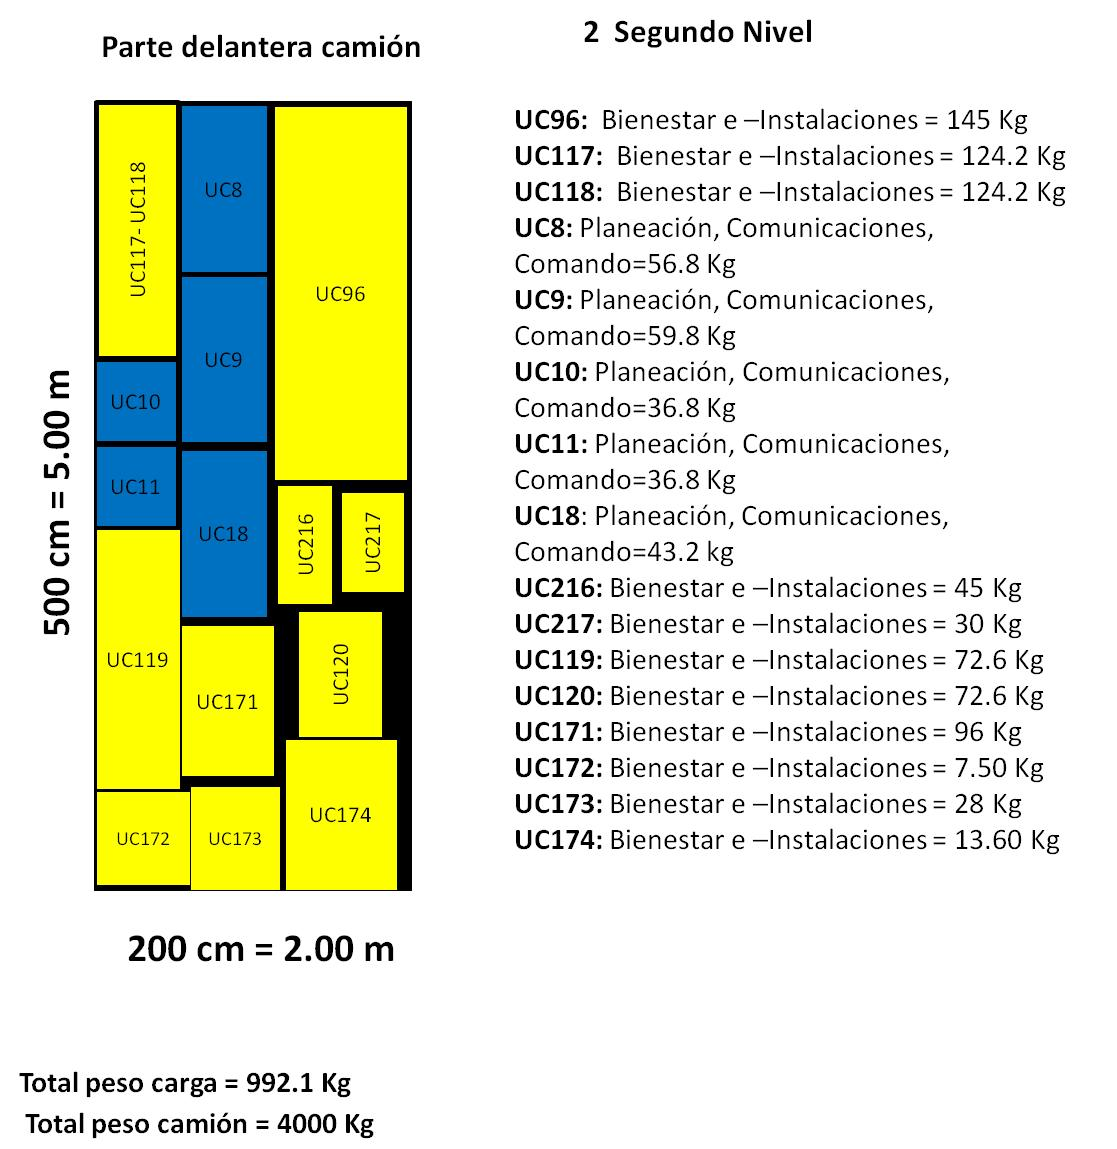 2  Segundo Nivel
Parte delantera camión
UC117- UC118
UC8
UC96
UC9
UC10
UC11
UC18
UC216
UC217
UC119
UC120
UC171
UC172
UC173
UC174
500 cm = 5.00 m
200 cm = 2.00 m
UC96:  Bienestar e –Instalaciones = 145 Kg
UC117:  Bienestar e –Instalaciones = 124.2 Kg
UC118:  Bienestar e –Instalaciones = 124.2 Kg
UC8: Planeación, Comunicaciones,
Comando=56.8 Kg
UC9: Planeación, Comunicaciones,
Comando=59.8 Kg
UC10: Planeación, Comunicaciones,
Comando=36.8 Kg
UC11: Planeación, Comunicaciones,
Comando=36.8 Kg
UC18: Planeación, Comunicaciones,
Comando=43.2 kg
UC216: Bienestar e –Instalaciones = 45 Kg
UC217: Bienestar e –Instalaciones = 30 Kg
UC119: Bienestar e –Instalaciones = 72.6 Kg
UC120: Bienestar e –Instalaciones = 72.6 Kg
UC171: Bienestar e –Instalaciones = 96 Kg
UC172: Bienestar e –Instalaciones = 7.50 Kg
UC173: Bienestar e –Instalaciones = 28 Kg
UC174: Bienestar e –Instalaciones = 13.60 Kg
Total peso carga = 992.1 Kg
Total peso camión = 4000 Kg